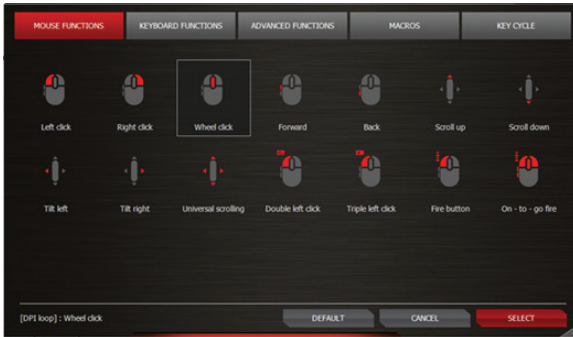 MOUSE FUNCTIONS KEYBOARD FUNCTIONS ADVANCED FUNCTIONS MACROS KEY CYCLE
Left click Right click Wheel click Forward Back Scroll up Scroll down
Tilt left Tilt right Universal scrolling Double left click Triple left click Fire button On - to - go fire
[DPI loop] : Wheel click DEFAULT CANCEL SELECT